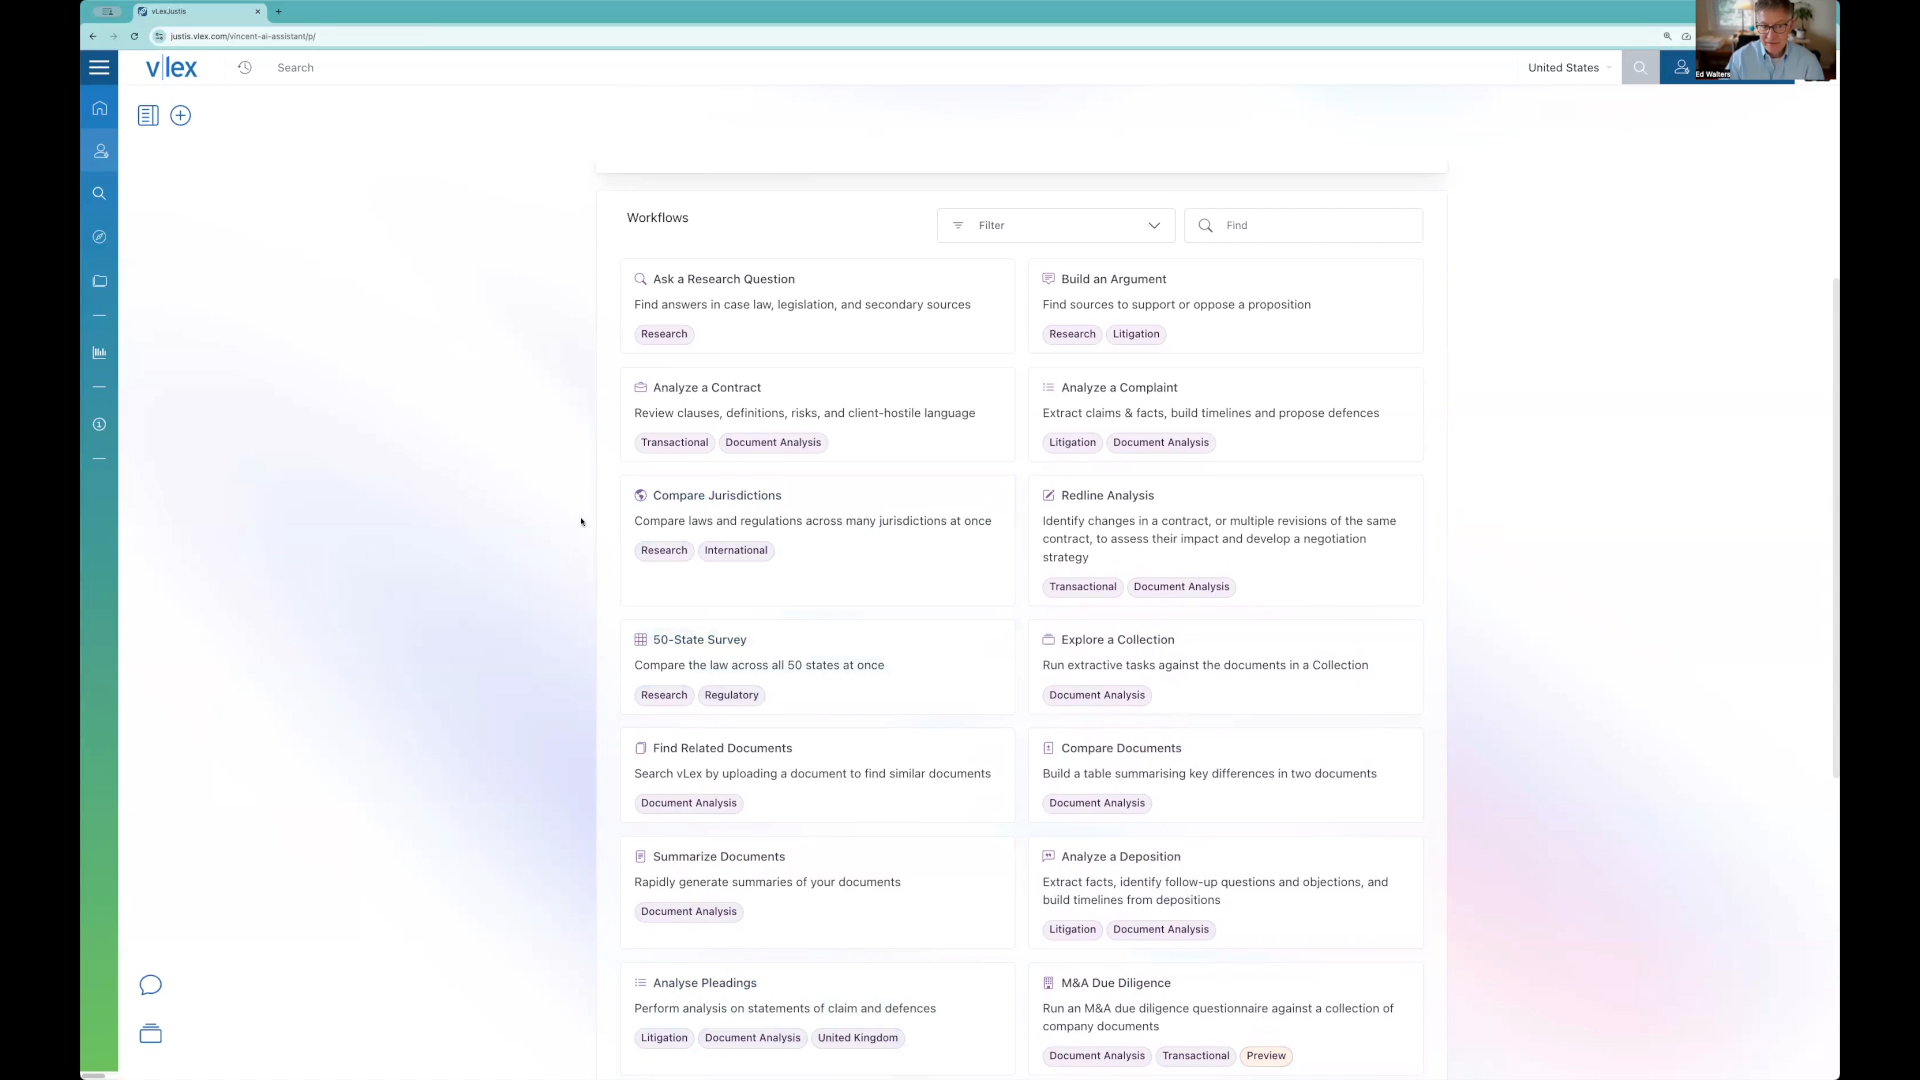 vLexJustis
justis.vlex.com/vincent-ai-assistant/p/
Ed Walters
v|lex
Search
United States
Workflows
Filter
Find
Ask a Research Question
Find answers in case law, legislation, and secondary sources
Research
Build an Argument
Find sources to support or oppose a proposition
Research Litigation
Analyze a Contract
Review clauses, definitions, risks, and client-hostile language
Transactional Document Analysis
Analyze a Complaint
Extract claims & facts, build timelines and propose defences
Litigation Document Analysis
Compare Jurisdictions
Compare laws and regulations across many jurisdictions at once
Research International
Redline Analysis
Identify changes in a contract, or multiple revisions of the same
contract, to assess their impact and develop a negotiation
strategy
Transactional Document Analysis
50-State Survey
Compare the law across all 50 states at once
Research Regulatory
Explore a Collection
Run extractive tasks against the documents in a Collection
Document Analysis
Find Related Documents
Search vLex by uploading a document to find similar documents
Document Analysis
Compare Documents
Build a table summarising key differences in two documents
Document Analysis
Summarize Documents
Rapidly generate summaries of your documents
Document Analysis
Analyze a Deposition
Extract facts, identify follow-up questions and objections, and
build timelines from depositions
Litigation Document Analysis
Analyse Pleadings
Perform analysis on statements of claim and defences
Litigation Document Analysis United Kingdom
M&A Due Diligence
Run an M&A due diligence questionnaire against a collection of
company documents
Document Analysis Transactional Preview